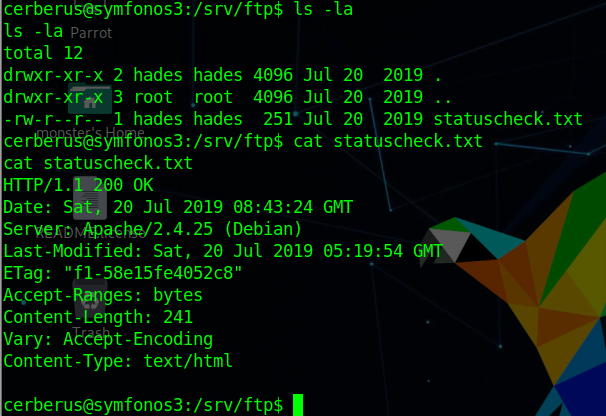 cerberus@symfonos3:/srv/ftp$ ls -la
ls -la
Parrot
total 12
drwxr-xr-x 2 hades hades 4096 Jul 20  2019 .
drwxr-xr-x 3 root  root  4096 Jul 20  2019 ..
-rw-r--r-- 1 hades hades  251 Jul 20  2019 statuscheck.txt
monster's Home
cerberus@symfonos3:/srv/ftp$ cat statuscheck.txt
cat statuscheck.txt
HTTP/1.1 200 OK
Date: Sat, 20 Jul 2019 08:43:24 GMT
Server: Apache/2.4.25 (Debian)
Last-Modified: Sat, 20 Jul 2019 05:19:54 GMT
ETag: "f1-58e15fe4052c8"
Accept-Ranges: bytes
Content-Length: 241
Trash
Vary: Accept-Encoding
Content-Type: text/html
cerberus@symfonos3:/srv/ftp$